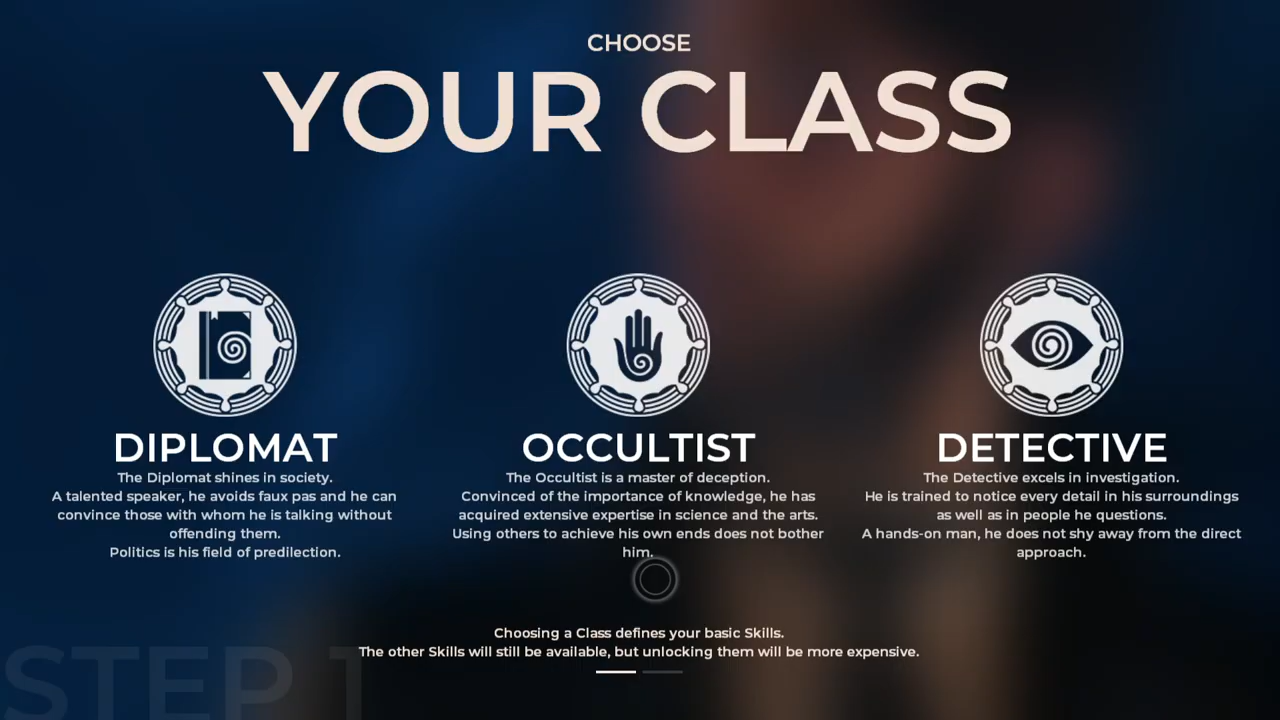 CHOOSE
YOUR CLASS
DIPLOMAT
The Diplomat shines in society.
A talented speaker, he avoids faux pas and he can
convince those with whom he is talking without
offending them.
Politics is his field of predilection.
OCCULTIST
The Occultist is a master of deception.
Convinced of the importance of knowledge, he has
acquired extensive expertise in science and the arts.
Using others to achieve his own ends does not bother
him.
DETECTIVE
The Detective excels in investigation.
He is trained to notice every detail in his surroundings
as well as in people he questions.
A hands-on man, he does not shy away from the direct
approach.
Choosing a Class defines your basic Skills.
The other Skills will still be available, but unlocking them will be more expensive.
STEP 1